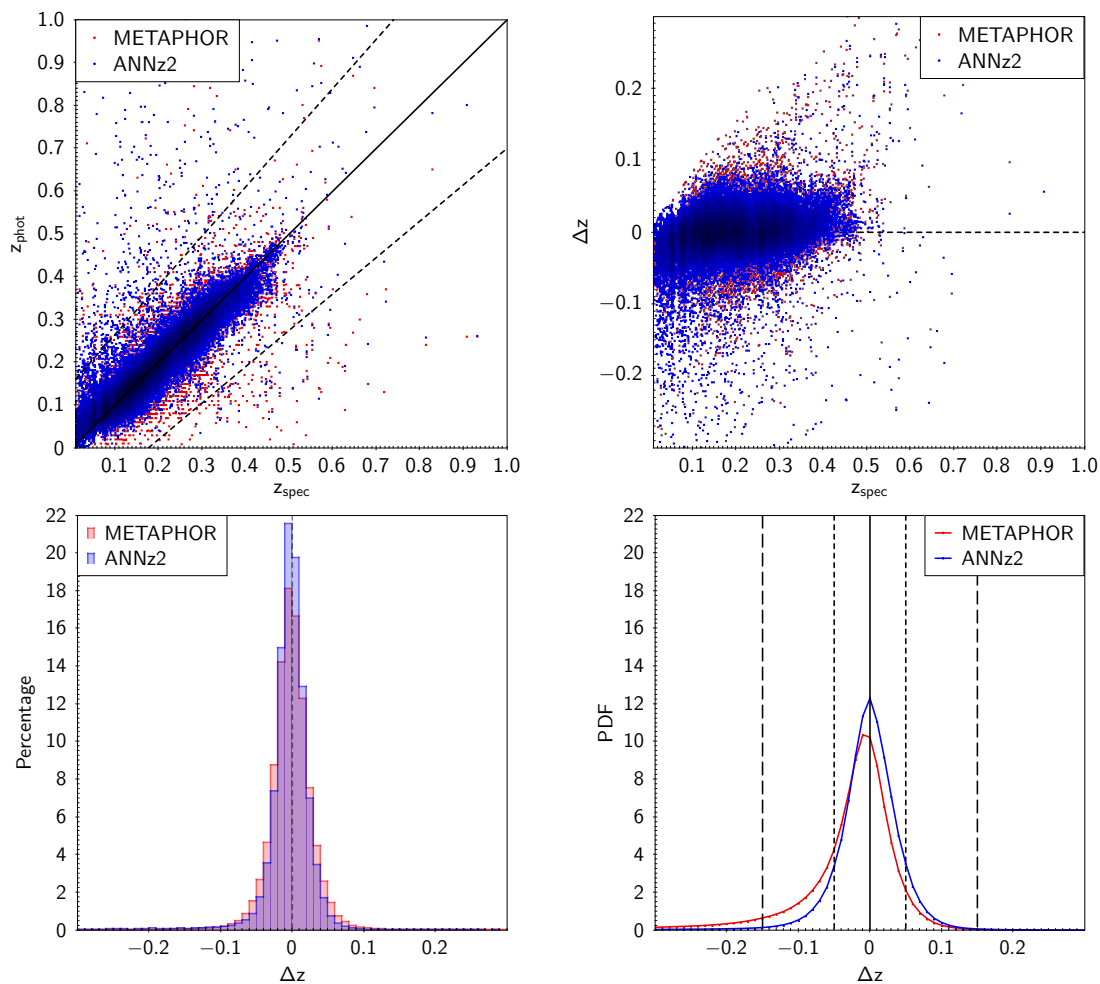 1.0
0.9
0.8
0.7
0.6
0.5
0.4
0.3
0.2
0.1
0
z_phot
METAPHOR
ANNz2
0.1 0.2 0.3 0.4 0.5 0.6 0.7 0.8 0.9 1.0
z_spec
0.2
0.1
0
−0.1
−0.2
Δz
METAPHOR
ANNz2
0.1 0.2 0.3 0.4 0.5 0.6 0.7 0.8 0.9 1.0
z_spec
22
20
18
16
14
12
10
8
6
4
2
0
Percentage
METAPHOR
ANNz2
−0.2 −0.1 0 0.1 0.2
Δz
22
20
18
16
14
12
10
8
6
4
2
0
PDF
METAPHOR
ANNz2
−0.2 −0.1 0 0.1 0.2
Δz